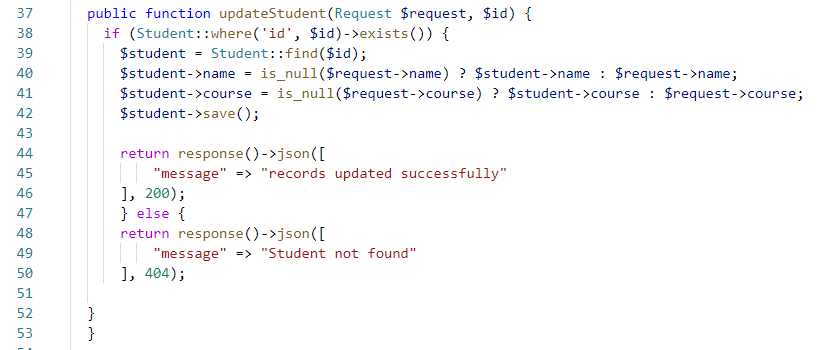 37 public function updateStudent(Request $request, $id) {
38 if (Student::where('id', $id)->exists()) {
39 $student = Student::find($id);
40 $student->name = is_null($request->name) ? $student->name : $request->name;
41 $student->course = is_null($request->course) ? $student->course : $request->course;
42 $student->save();
43
44 return response()->json([
45 "message" => "records updated successfully"
46 ], 200);
47 } else {
48 return response()->json([
49 "message" => "Student not found"
50 ], 404);
51
52 }
53 }